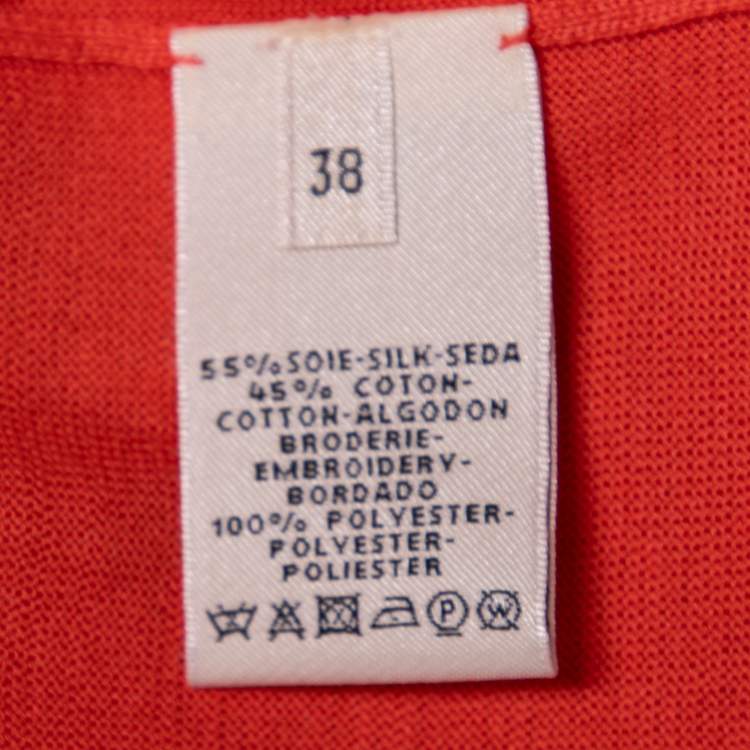 38
55% SOIE-SILK-SEDA
45% COTON-
COTTON-ALGODON
BRODERIE-
EMBROIDERY-
BORDADO
100% POLYESTER-
POLYESTER-
POLIESTER
P W